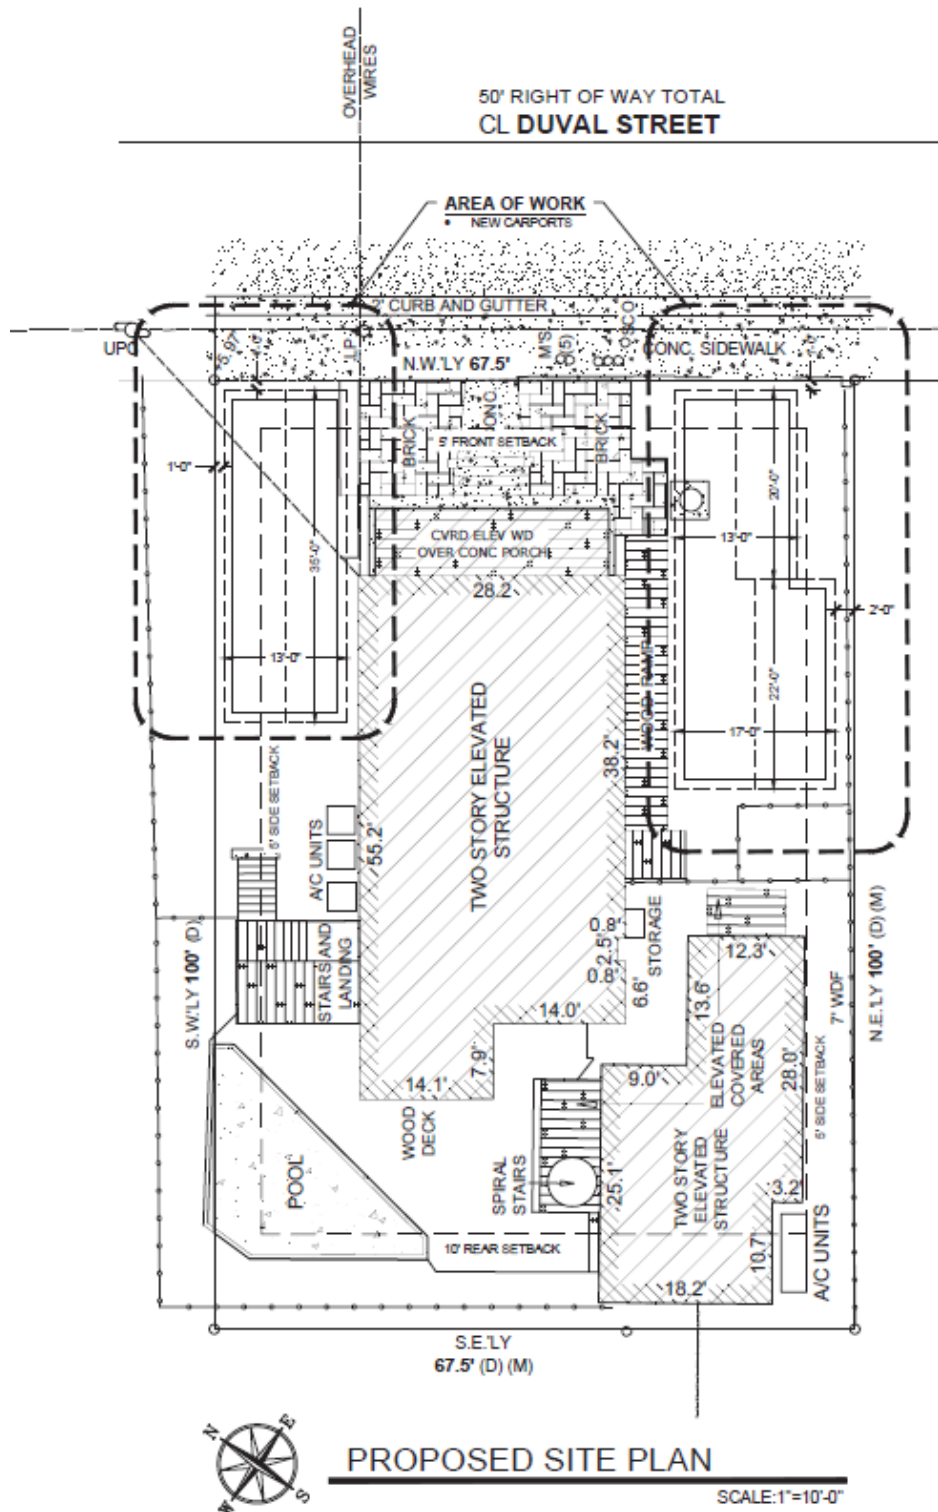 OVERHEAD
WIRES
50' RIGHT OF WAY TOTAL
CL DUVAL STREET
AREA OF WORK
• NEW CARPORTS
2' CURB AND GUTTER
UPC
5.97'
LP
N.W.'LY 67.5'
M'S
(5)
SCO
CONC. SIDEWALK
BRICK
CONC.
BRICK
5' FRONT SETBACK
1'-0"
35'-0"
13'-0"
CVRD ELEV WD
OVER CONC PORCH
28.2
20'-0"
13'-0"
2'-0"
22'-0"
17'-0"
WOOD RAMP
38.2'
TWO STORY ELEVATED
STRUCTURE
5' SIDE SETBACK
A/C UNITS
55.2'
0.8'
2.5'
0.8'
STORAGE
6.6'
12.3'
13.6'
S.W.'LY 100' (D)
STAIRS AND
LANDING
14.0'
7.9'
14.1'
WOOD
DECK
9.0'
ELEVATED
COVERED
AREAS
28.0'
7' WDF
N.E.'LY 100' (D) (M)
5' SIDE SETBACK
POOL
SPIRAL
STAIRS
25.1'
TWO STORY
ELEVATED
STRUCTURE
3.2'
10' REAR SETBACK
10.7'
A/C UNITS
18.2'
S.E.'LY
67.5' (D) (M)
N
E
W
S
PROPOSED SITE PLAN
SCALE:1"=10'-0"